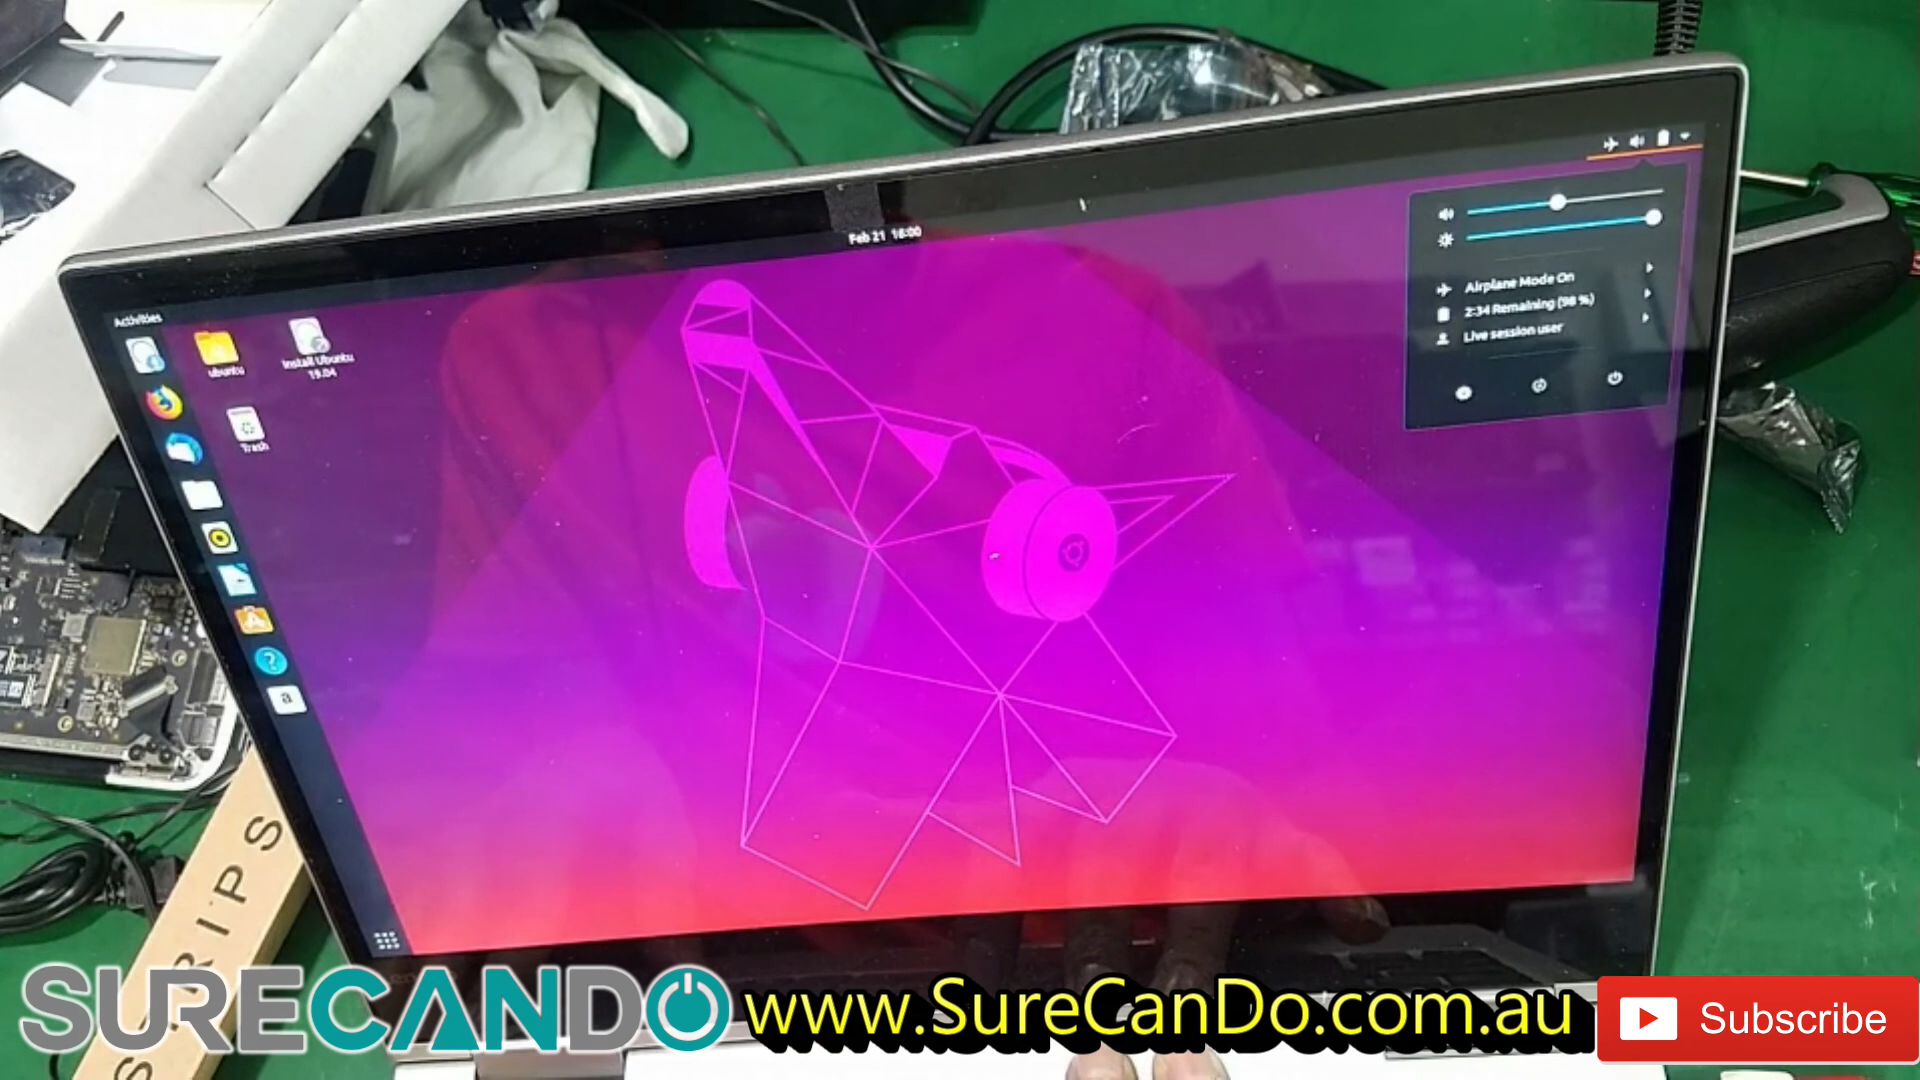 Feb 21 18:00
Activities
ubuntu
Install Ubuntu
19.04
Trash
Airplane Mode On
2:34 Remaining (98 %)
Live session user
a
STRIPS
SURECANDO
www.SureCanDo.com.au
Subscribe